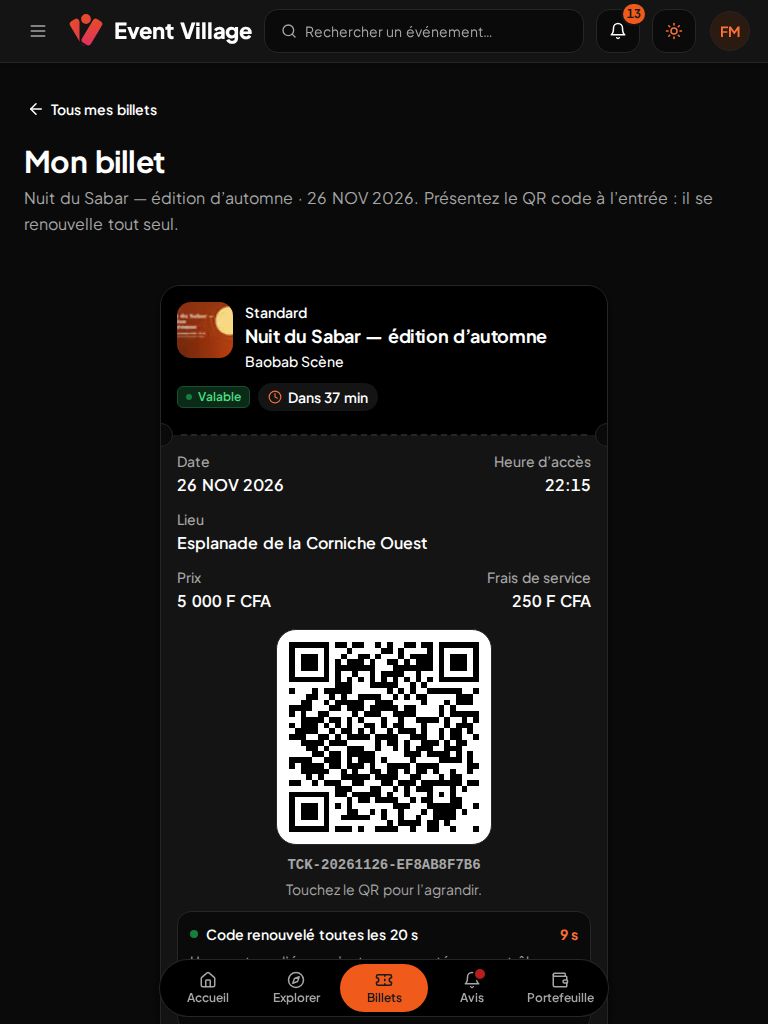 Event Village
Rechercher un événement…
13
FM
Tous mes billets
Mon billet
Nuit du Sabar — édition d’automne · 26 NOV 2026. Présentez le QR code à l’entrée : il se
renouvelle tout seul.
Standard
Nuit du Sabar — édition d’automne
Baobab Scène
Valable
Dans 37 min
Date
Heure d’accès
26 NOV 2026
22:15
Lieu
Esplanade de la Corniche Ouest
Prix
Frais de service
5 000 F CFA
250 F CFA
TCK-20261126-EF8AB8F7B6
Touchez le QR pour l’agrandir.
Code renouvelé toutes les 20 s
9 s
Accueil
Explorer
Billets
Avis
Portefeuille